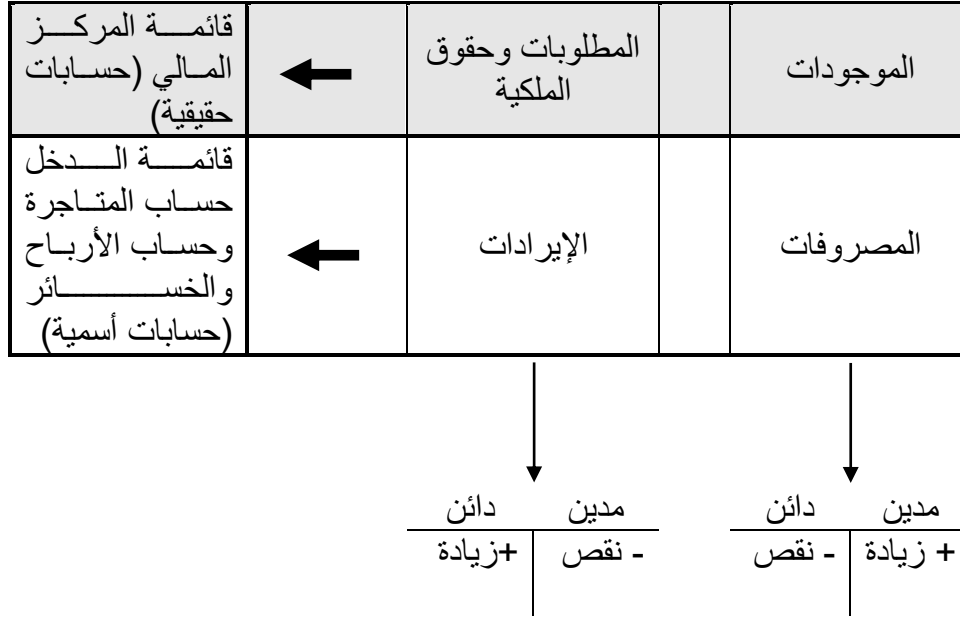 الموجودات
المطلوبات وحقوق
الملكية
قائمة المركز
المالي (حسابات
حقيقية)
المصروفات
الإيرادات
قائمة الدخل
حساب المتاجرة
وحساب الأرباح
والخسائر
(حسابات أسمية)
مدين دائن
+ زيادة - نقص
مدين دائن
- نقص +زيادة